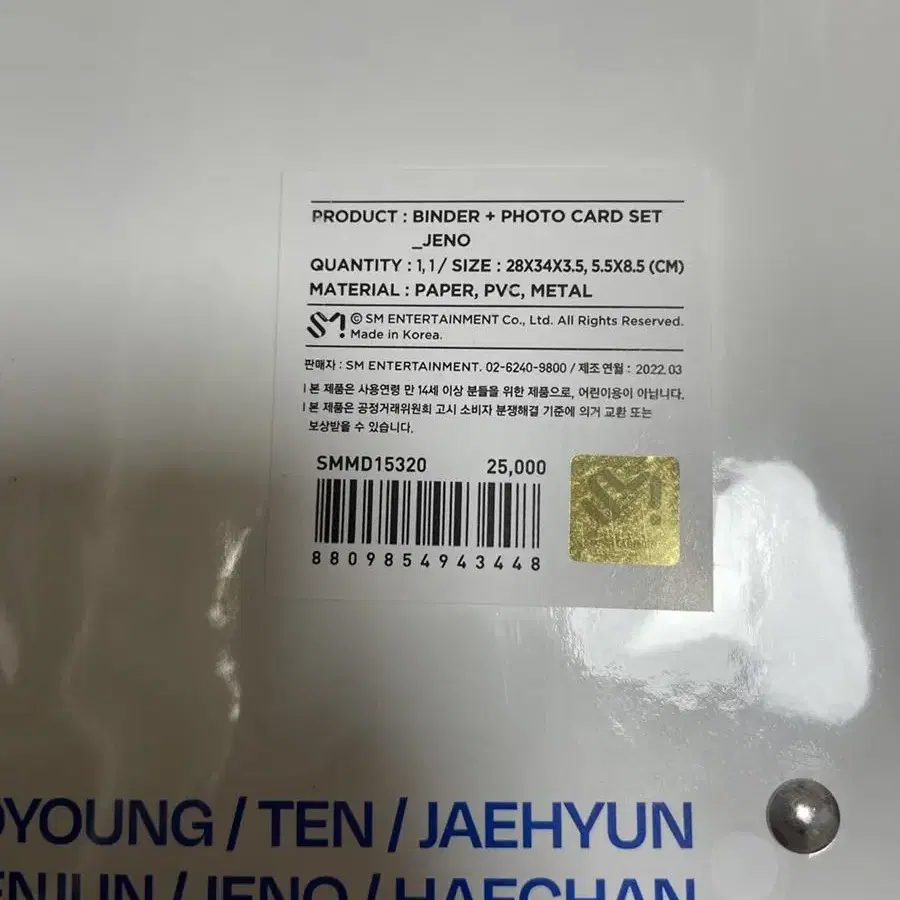 PRODUCT : BINDER + PHOTO CARD SET
_JENO
QUANTITY : 1, 1 / SIZE : 28X34X3.5, 5.5X8.5 (CM)
MATERIAL : PAPER, PVC, METAL
SM! © SM ENTERTAINMENT Co., Ltd. All Rights Reserved.
Made in Korea.
판매자 : SM ENTERTAINMENT. 02-6240-9800 / 제조 연월 : 2022.03
| 본 제품은 사용연령 만 14세 이상 분들을 위한 제품으로, 어린이용이 아닙니다.
| 본 제품은 공정거래위원회 고시 소비자 분쟁해결 기준에 의거 교환 또는
보상받을 수 있습니다.
SMMD15320 25,000
8809854943448
SM!
OYOUNG / TEN / JAEHYUN
ENJUN / JENO / HAECHAN